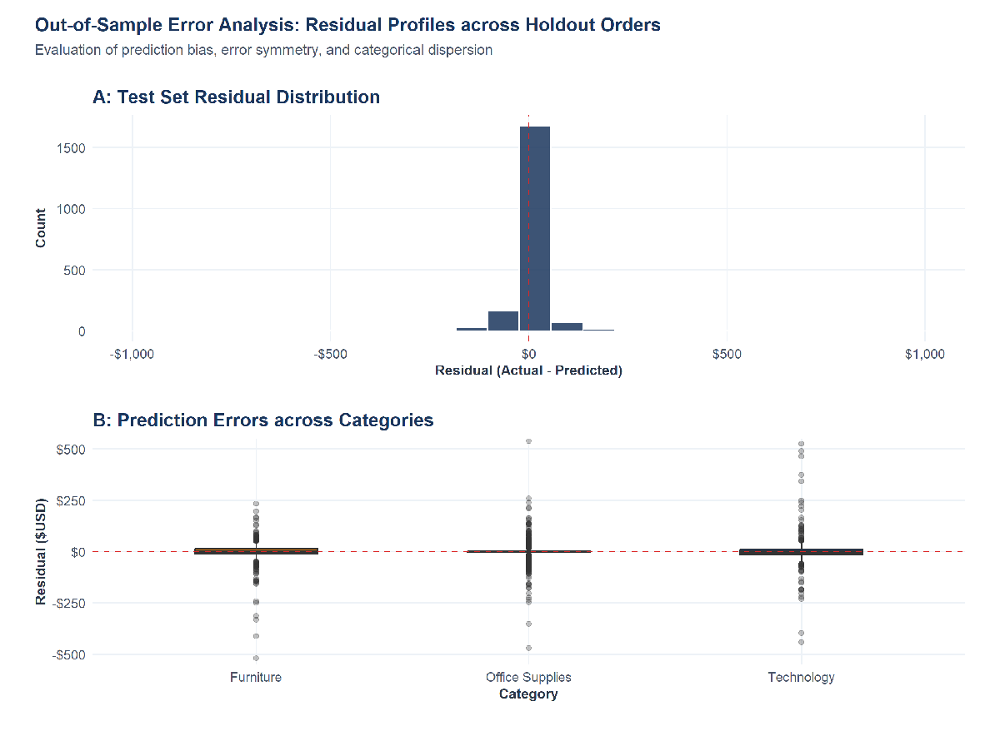 Out-of-Sample Error Analysis: Residual Profiles across Holdout Orders
Evaluation of prediction bias, error symmetry, and categorical dispersion
A: Test Set Residual Distribution
Count
1500
1000
500
0
-$1,000
-$500
$0
$500
$1,000
Residual (Actual - Predicted)
B: Prediction Errors across Categories
Residual ($USD)
$500
$250
$0
-$250
-$500
Furniture
Office Supplies
Technology
Category